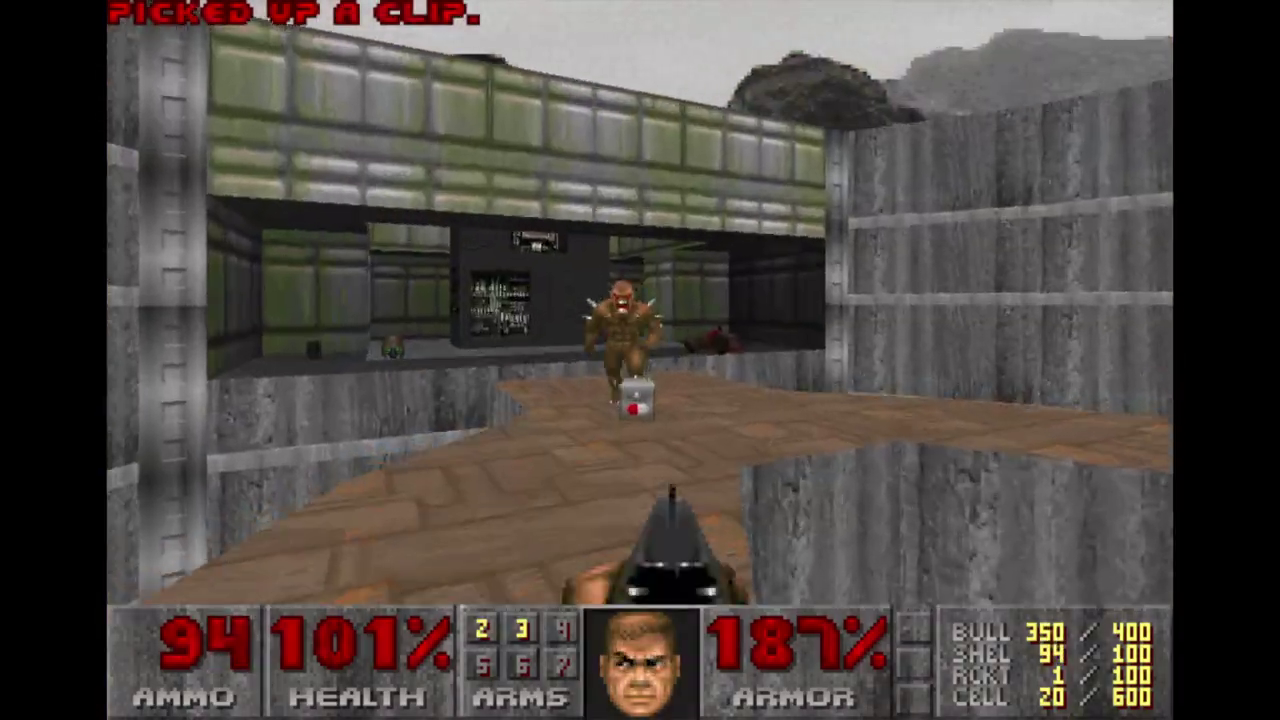 PICKED UP A CLIP.
94 101% 2 3 4 187%
5 6 7
AMMO HEALTH ARMS ARMOR
BULL 350 / 400
SHEL 94 / 100
RCKT 1 / 100
CELL 20 / 600